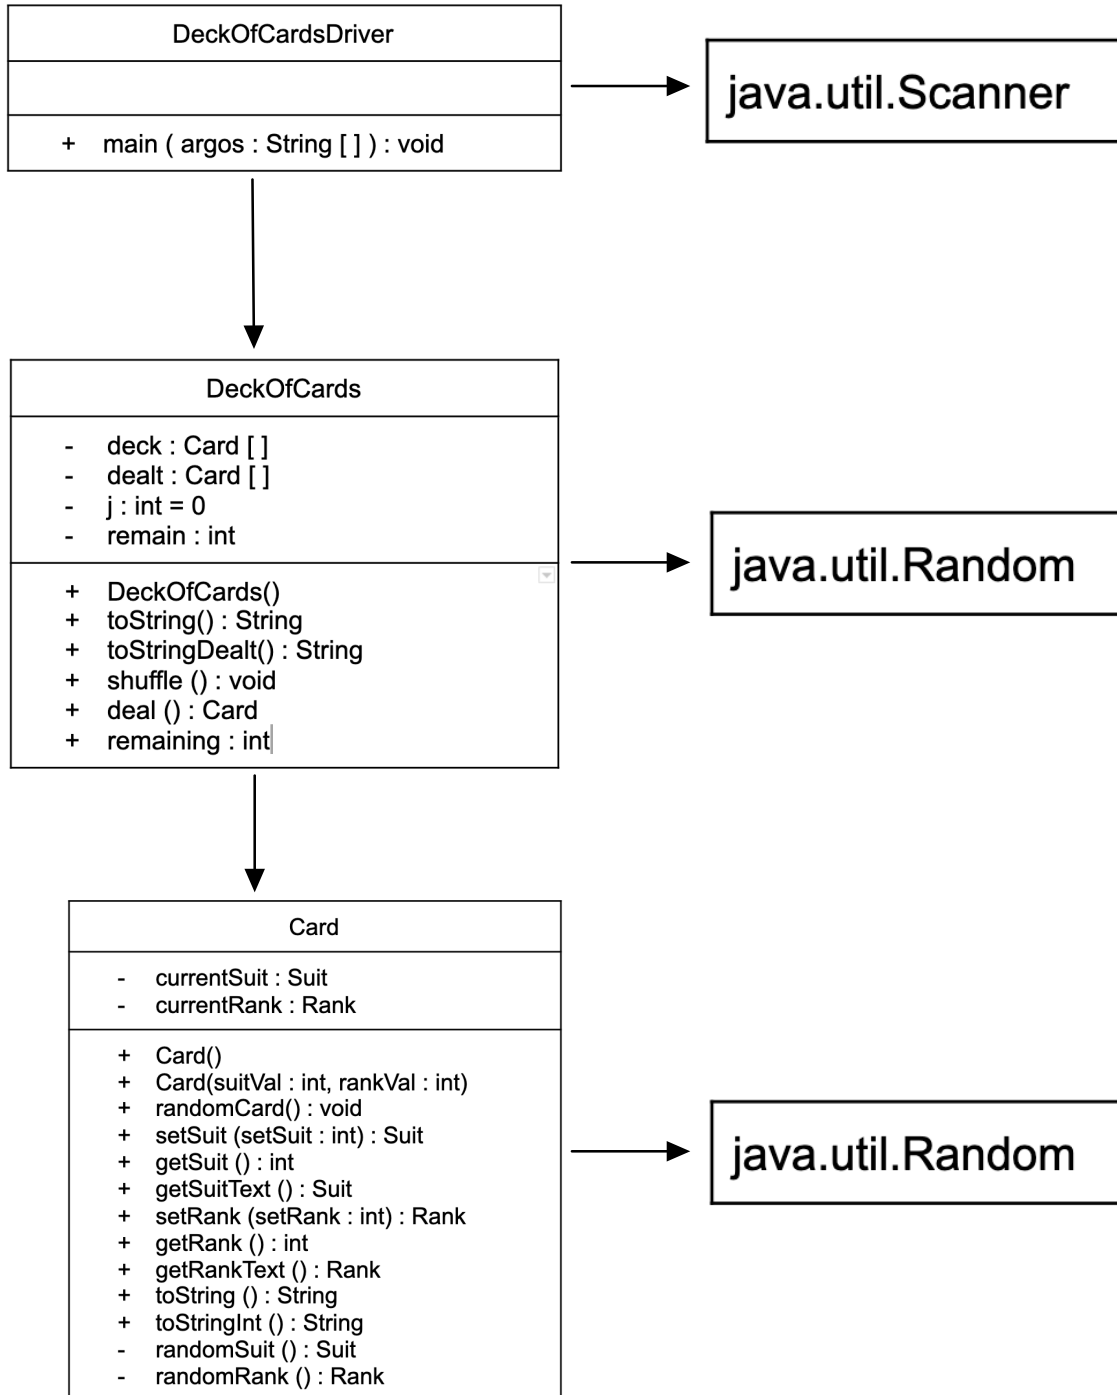 DeckOfCardsDriver
+ main ( argos : String [ ] ) : void
java.util.Scanner
DeckOfCards
- deck : Card [ ]
- dealt : Card [ ]
- j : int = 0
- remain : int
+ DeckOfCards()
+ toString() : String
+ toStringDealt() : String
+ shuffle () : void
+ deal () : Card
+ remaining : int
java.util.Random
Card
- currentSuit : Suit
- currentRank : Rank
+ Card()
+ Card(suitVal : int, rankVal : int)
+ randomCard() : void
+ setSuit (setSuit : int) : Suit
+ getSuit () : int
+ getSuitText () : Suit
+ setRank (setRank : int) : Rank
+ getRank () : int
+ getRankText () : Rank
+ toString () : String
+ toStringInt () : String
- randomSuit () : Suit
- randomRank () : Rank
java.util.Random